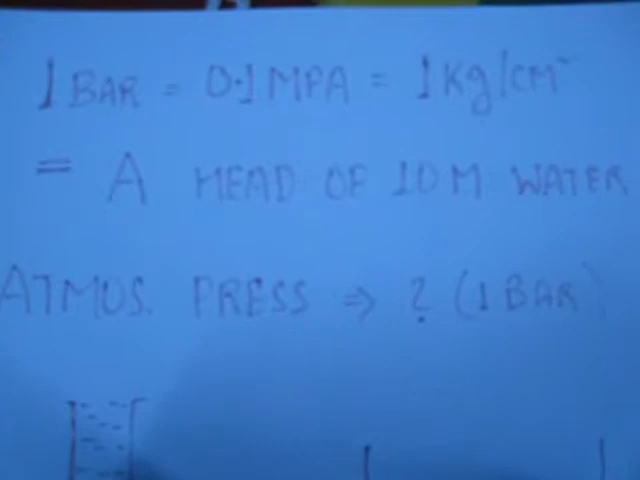 1 BAR = 0.1 MPA = 1 Kg/cm²
= A HEAD OF 10 M WATER
ATMOS. PRESS ⇒ ? (1 BAR)